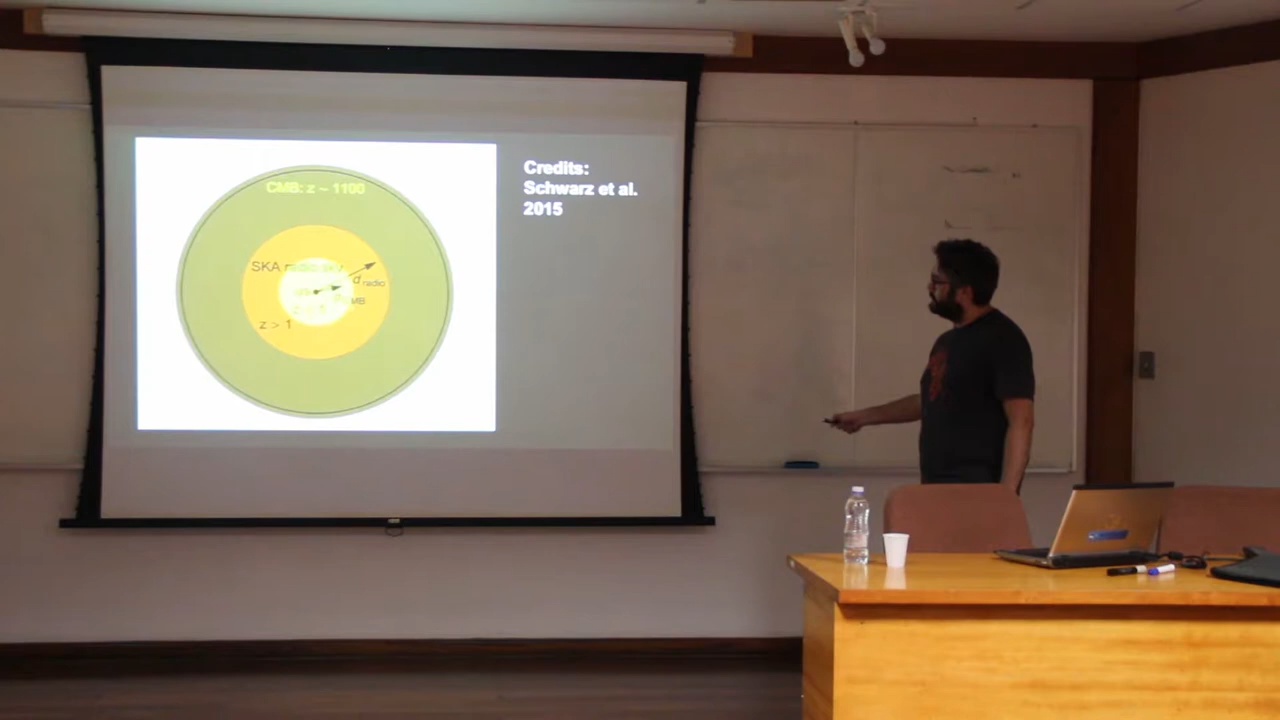 CMB: z ~ 1100
SKA radio sky
d radio
z > 1
Credits:
Schwarz et al.
2015